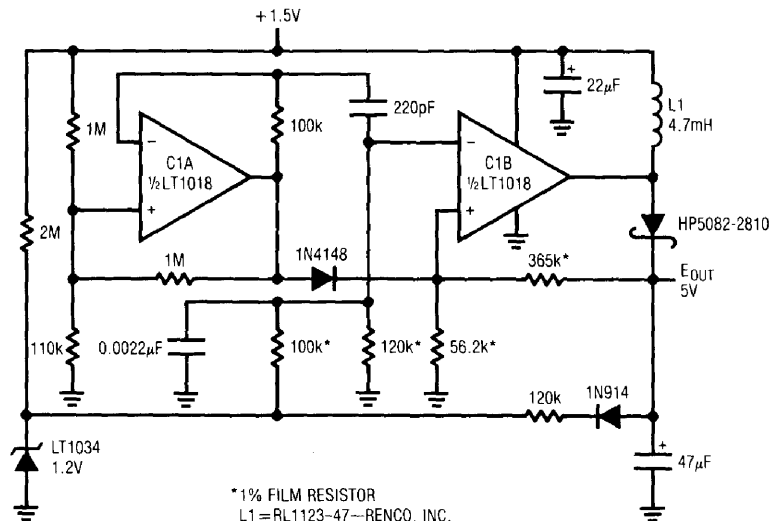 +1.5V
1M
100k
220pF
+
22µF
L1
4.7mH
−
C1A
½LT1018
+
−
C1B
½LT1018
+
HP5082-2810
2M
1M
1N4148
365k*
EOUT
5V
110k
0.0022µF
100k*
120k*
56.2k*
120k
1N914
LT1034
1.2V
+
47µF
*1% FILM RESISTOR
L1=RL1123-47—RENCO, INC.